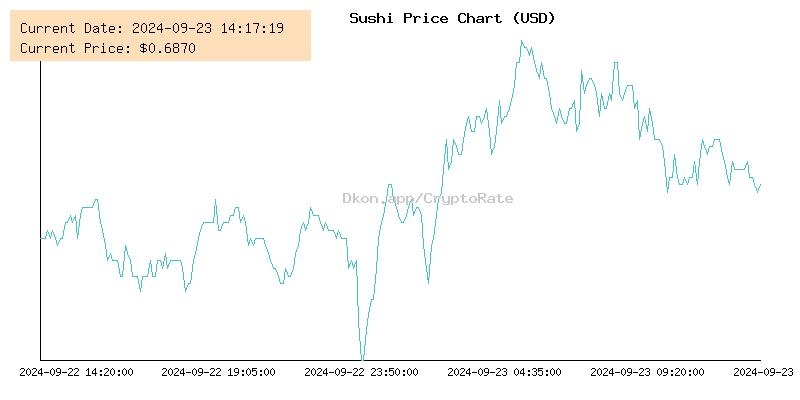 Sushi Price Chart (USD)
Current Date: 2024-09-23 14:17:19
Current Price: $0.6870
Dkon.app/CryptoRate
2024-09-22 14:20:00 2024-09-22 19:05:00 2024-09-22 23:50:00 2024-09-23 04:35:00 2024-09-23 09:20:00 2024-09-23